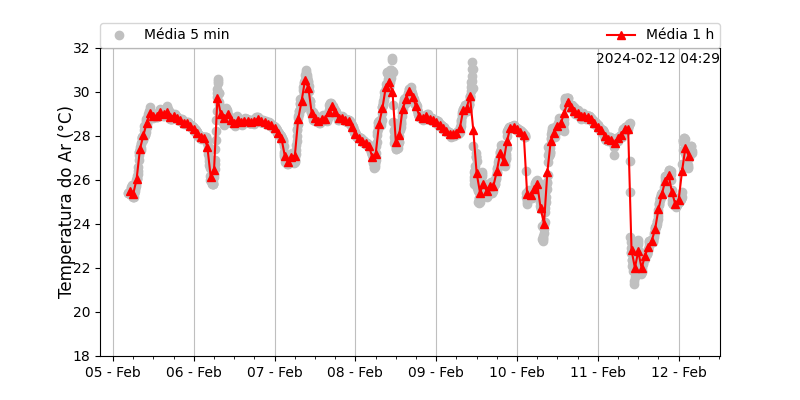 Média 5 min
Média 1 h
2024-02-12 04:29
Temperatura do Ar (°C)
32
30
28
26
24
22
20
18
05 - Feb
06 - Feb
07 - Feb
08 - Feb
09 - Feb
10 - Feb
11 - Feb
12 - Feb